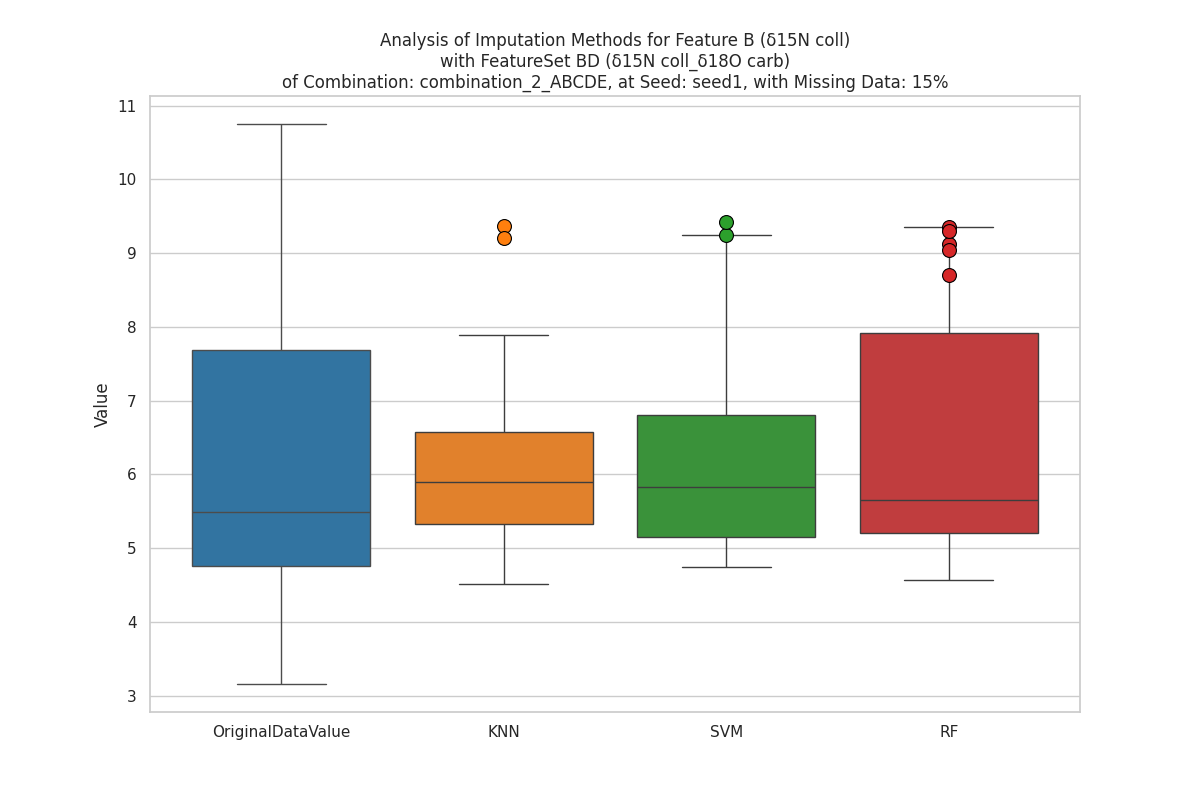 Analysis of Imputation Methods for Feature B (δ15N coll)
with FeatureSet BD (δ15N coll_δ18O carb)
of Combination: combination_2_ABCDE, at Seed: seed1, with Missing Data: 15%
11
10
9
8
7
6
5
4
3
Value
OriginalDataValue
KNN
SVM
RF